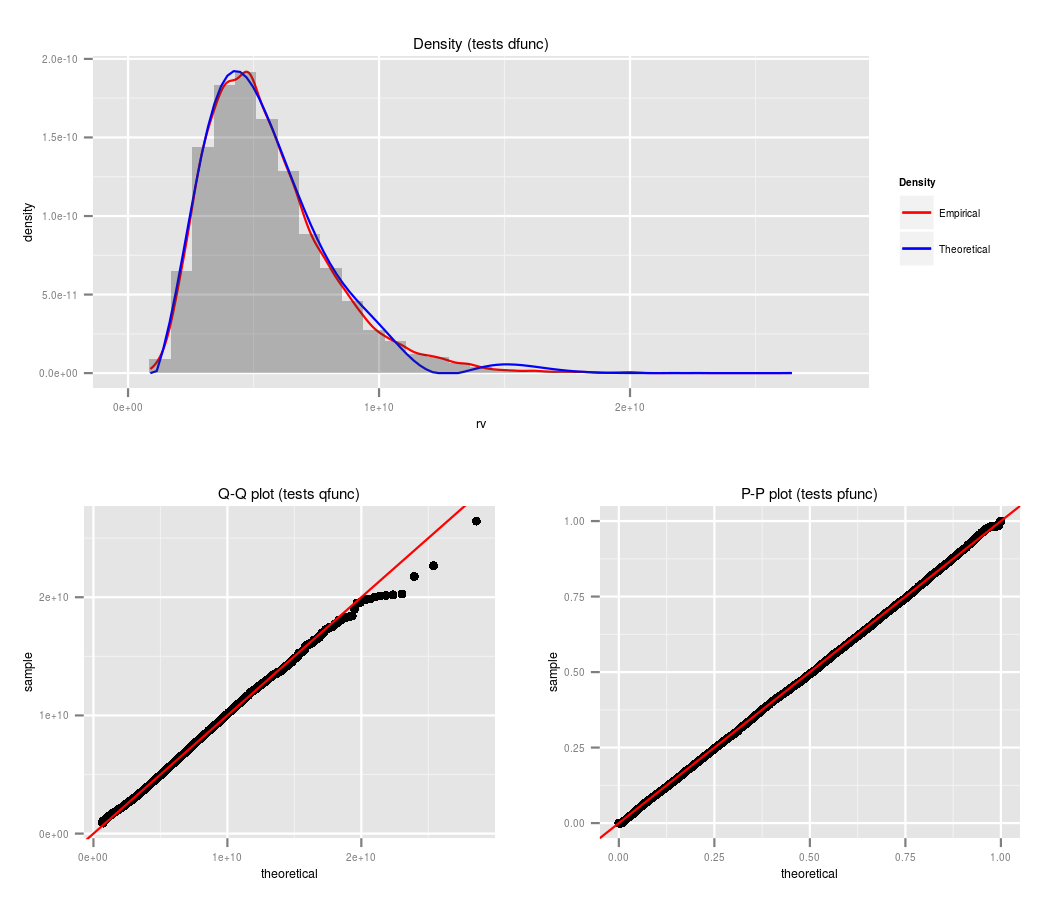 Density (tests dfunc)
2.0e-10
1.5e-10
1.0e-10
5.0e-11
0.0e+00
density
0e+00
1e+10
2e+10
rv
Density
Empirical
Theoretical
Q-Q plot (tests qfunc)
2e+10
1e+10
0e+00
sample
0e+00
1e+10
2e+10
theoretical
P-P plot (tests pfunc)
1.00
0.75
0.50
0.25
0.00
sample
0.00
0.25
0.50
0.75
1.00
theoretical